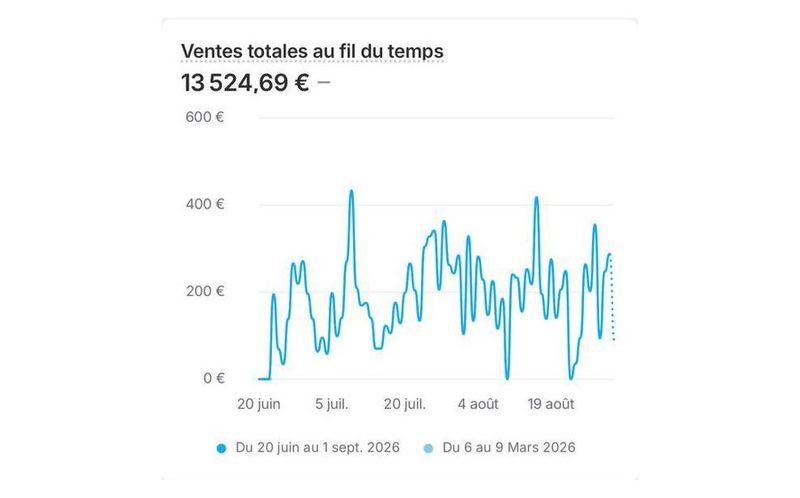 Ventes totales au fil du temps
13 524,69 € —
600 €
400 €
200 €
0 €
20 juin 5 juil. 20 juil. 4 août 19 août
Du 20 juin au 1 sept. 2026 Du 6 au 9 Mars 2026